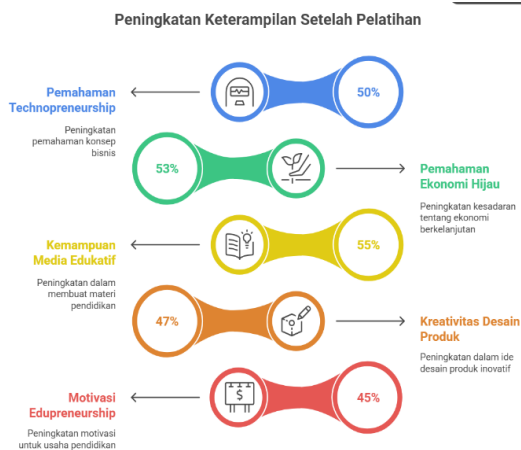 Peningkatan Keterampilan Setelah Pelatihan
Pemahaman
Technopreneurship
Peningkatan
pemahaman konsep
bisnis
50%
53%
Pemahaman
Ekonomi Hijau
Peningkatan kesadaran
tentang ekonomi
berkelanjutan
Kemampuan
Media Edukatif
Peningkatan dalam
membuat materi
pendidikan
55%
47%
Kreativitas Desain
Produk
Peningkatan dalam ide
desain produk inovatif
Motivasi
Edupreneurship
Peningkatan motivasi
untuk usaha pendidikan
$
45%